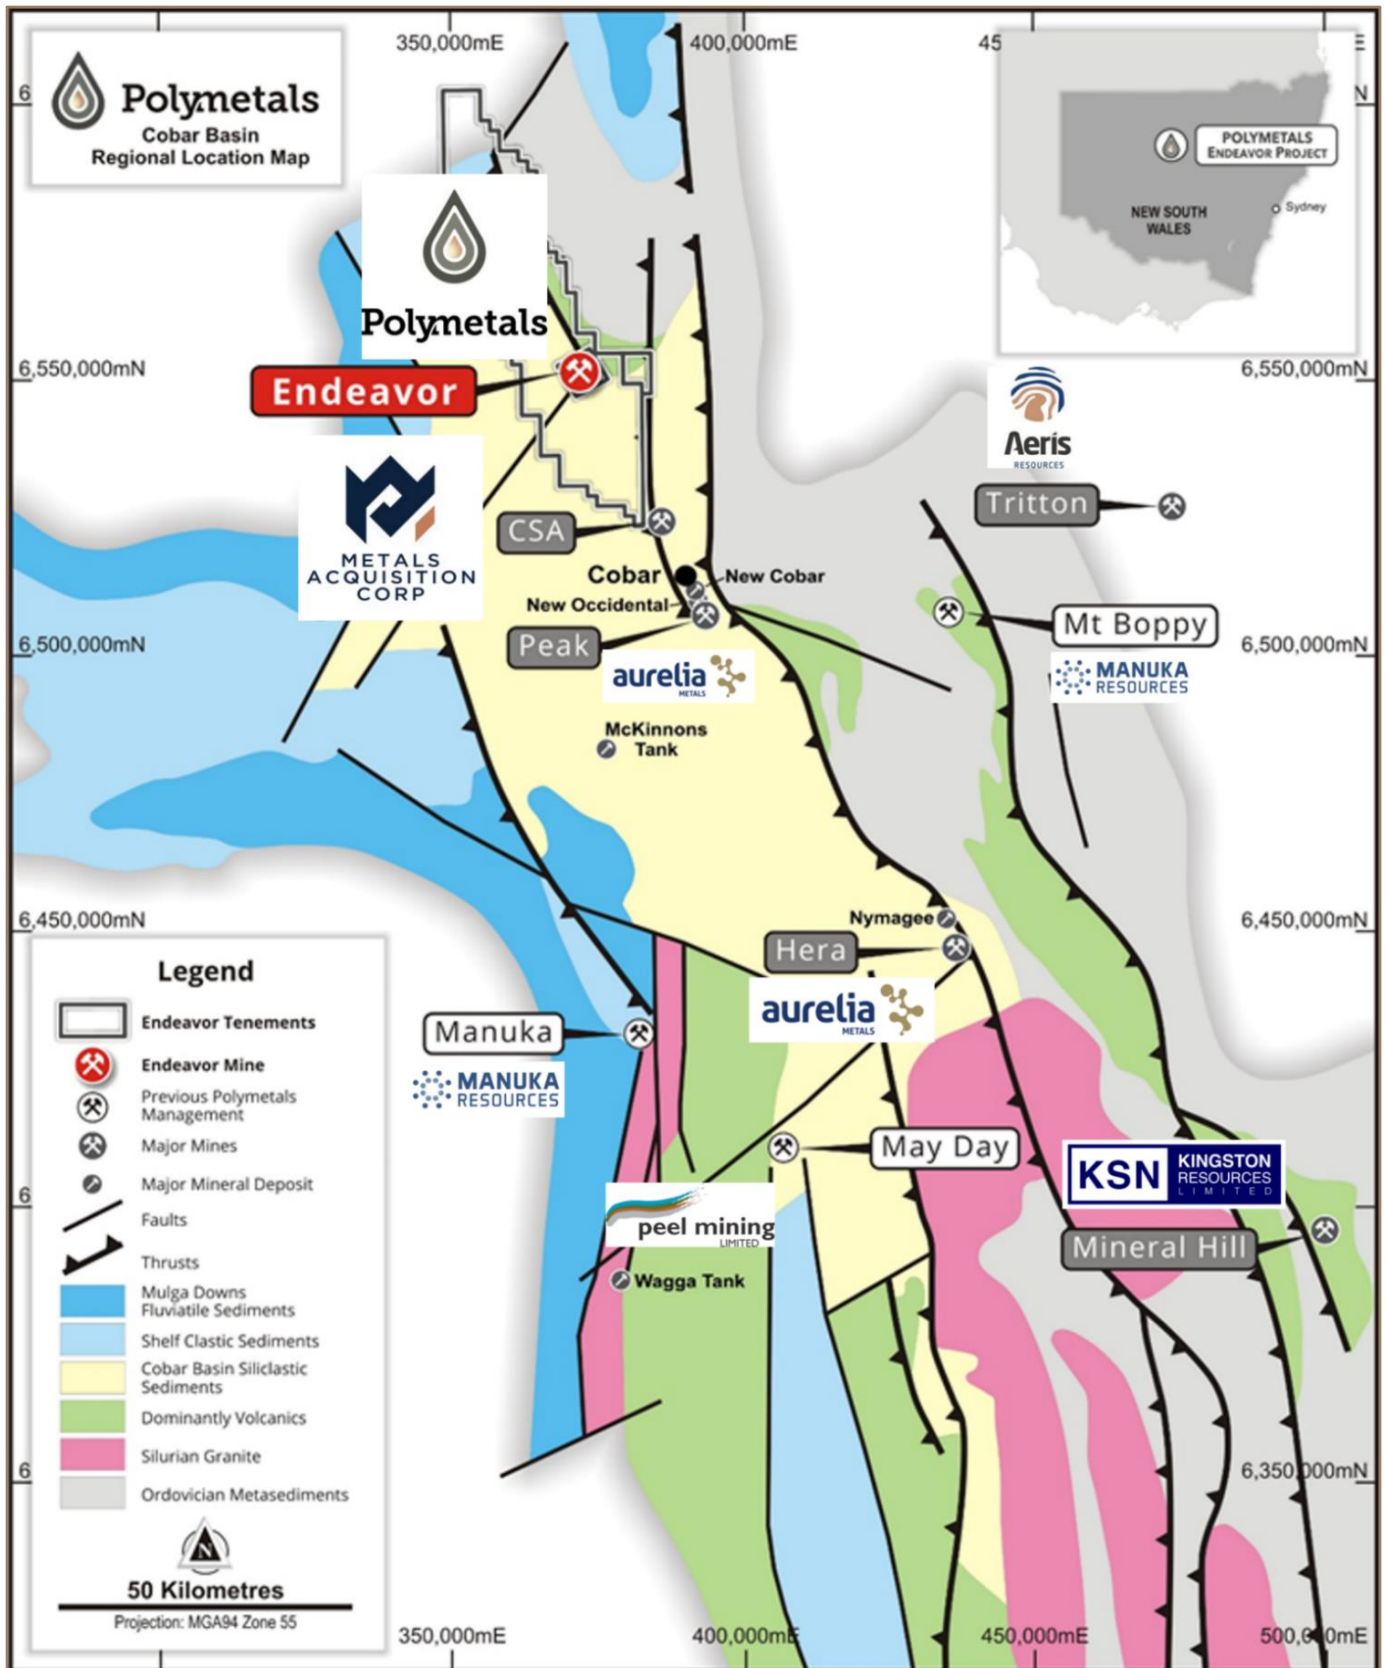 350,000mE
400,000mE
45
E
6
N
Polymetals
Cobar Basin
Regional Location Map
POLYMETALS
ENDEAVOR PROJECT
NEW SOUTH
WALES
Sydney
Polymetals
6,550,000mN
6,550,000mN
Endeavor
Aeris
RESOURCES
Tritton
CSA
METALS
ACQUISITION
CORP
Cobar
New Cobar
New Occidental
Peak
Mt Boppy
6,500,000mN
6,500,000mN
aurelia
METALS
MANUKA
RESOURCES
McKinnons
Tank
6,450,000mN
6,450,000mN
Nymagee
Hera
aurelia
METALS
Manuka
MANUKA
RESOURCES
May Day
KSN
KINGSTON
RESOURCES
LIMITED
peel mining
LIMITED
Mineral Hill
Wagga Tank
6
Legend
Endeavor Tenements
Endeavor Mine
Previous Polymetals
Management
Major Mines
Major Mineral Deposit
Faults
Thrusts
Mulga Downs
Fluviatile Sediments
Shelf Clastic Sediments
Cobar Basin Siliclastic
Sediments
Dominantly Volcanics
Silurian Granite
Ordovician Metasediments
N
50 Kilometres
Projection: MGA94 Zone 55
6
6,350,000mN
350,000mE
400,000mE
450,000mE
500,000mE